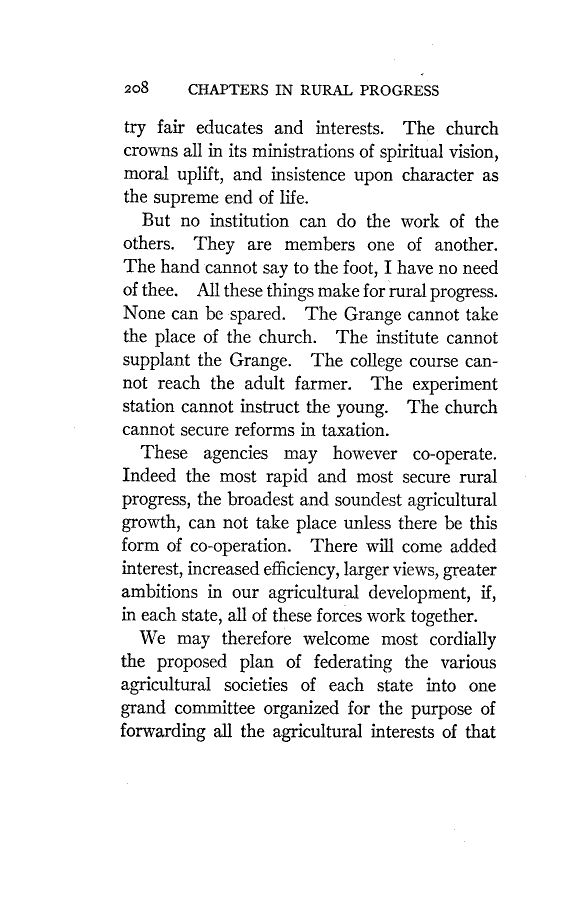 208 CHAPTERS IN RURAL PROGRESS
try fair educates and interests. The church
crowns all in its ministrations of spiritual vision,
moral uplift, and insistence upon character as
the supreme end of life.
But no institution can do the work of the
others. They are members one of another.
The hand cannot say to the foot, I have no need
of thee. All these things make for rural progress.
None can be spared. The Grange cannot take
the place of the church. The institute cannot
supplant the Grange. The college course can-
not reach the adult farmer. The experiment
station cannot instruct the young. The church
cannot secure reforms in taxation.
These agencies may however co-operate.
Indeed the most rapid and most secure rural
progress, the broadest and soundest agricultural
growth, can not take place unless there be this
form of co-operation. There will come added
interest, increased efficiency, larger views, greater
ambitions in our agricultural development, if,
in each state, all of these forces work together.
We may therefore welcome most cordially
the proposed plan of federating the various
agricultural societies of each state into one
grand committee organized for the purpose of
forwarding all the agricultural interests of that